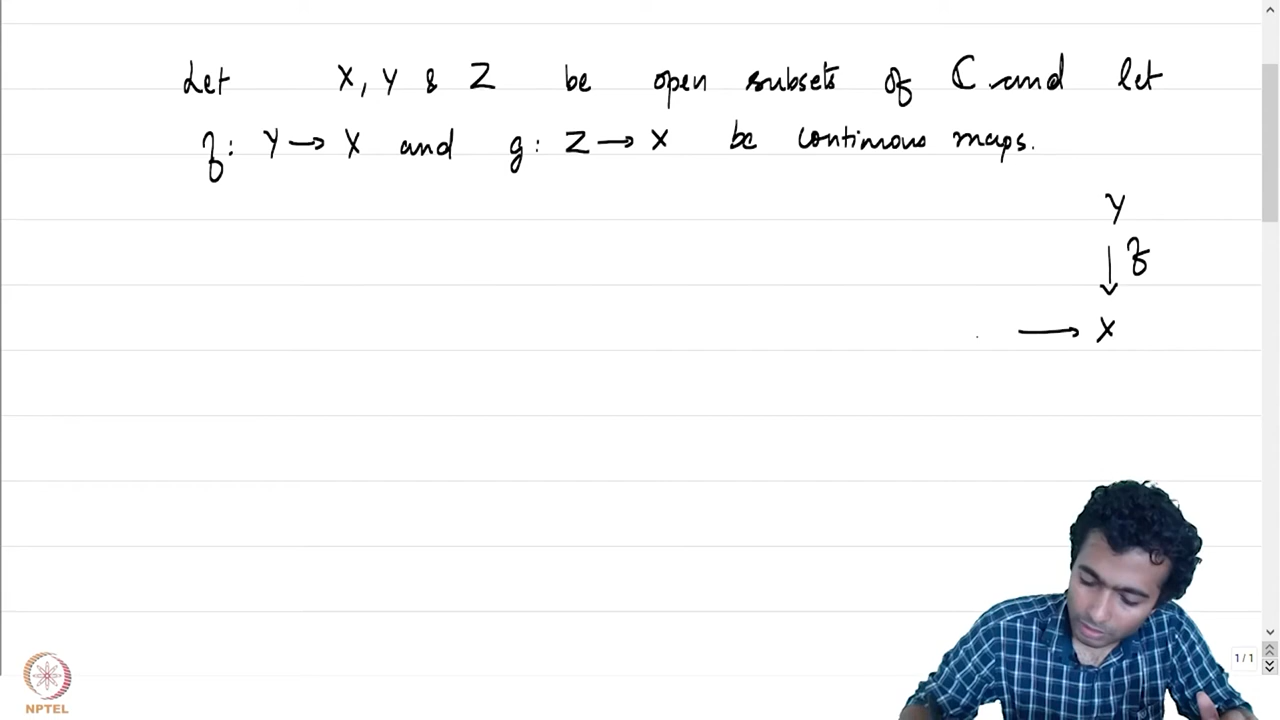 Let X, Y & Z be open subsets of ℂ and let
f: Y → X and g: Z → X be continuous maps.
Y
↓ f
→ X
1/1
NPTEL